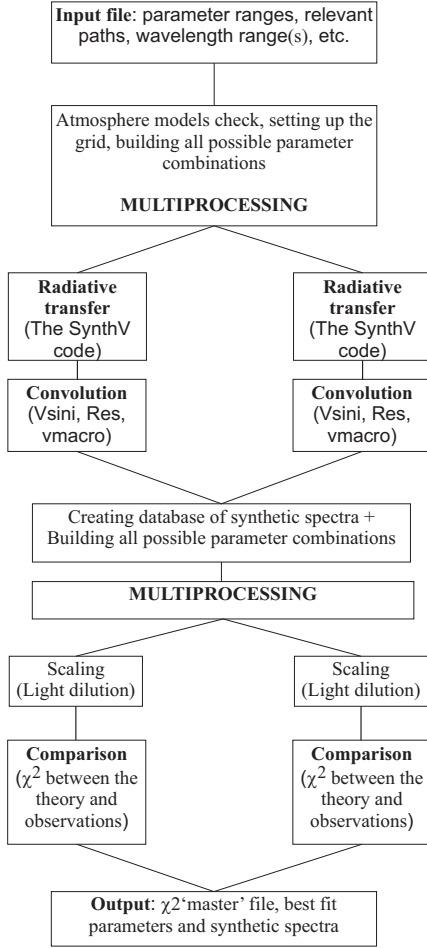 Input file: parameter ranges, relevant
paths, wavelength range(s), etc.
Atmosphere models check, setting up the
grid, building all possible parameter
combinations
MULTIPROCESSING
Radiative
transfer
(The SynthV
code)
Convolution
(Vsini, Res,
vmacro)
Radiative
transfer
(The SynthV
code)
Convolution
(Vsini, Res,
vmacro)
Creating database of synthetic spectra +
Building all possible parameter combinations
MULTIPROCESSING
Scaling
(Light dilution)
Comparison
(χ² between the
theory and
observations)
Scaling
(Light dilution)
Comparison
(χ² between the
theory and
observations)
Output: χ2‘master’ file, best fit
parameters and synthetic spectra